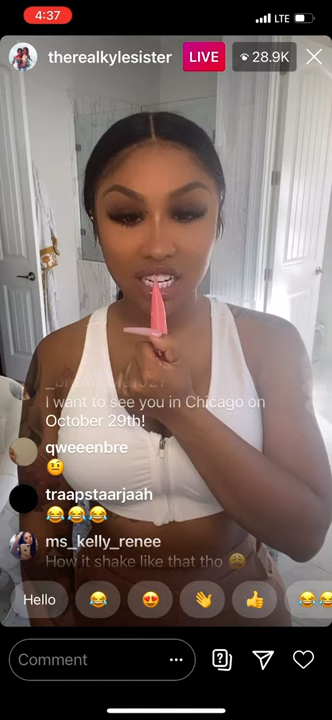 4:37
LTE
therealkylesister
LIVE
28.9K
I want to see you in Chicago on
October 29th!
qweeenbre
traapstaarjaah
😂😂😂
ms_kelly_renee
How it shake like that tho 😩
Hello
Comment